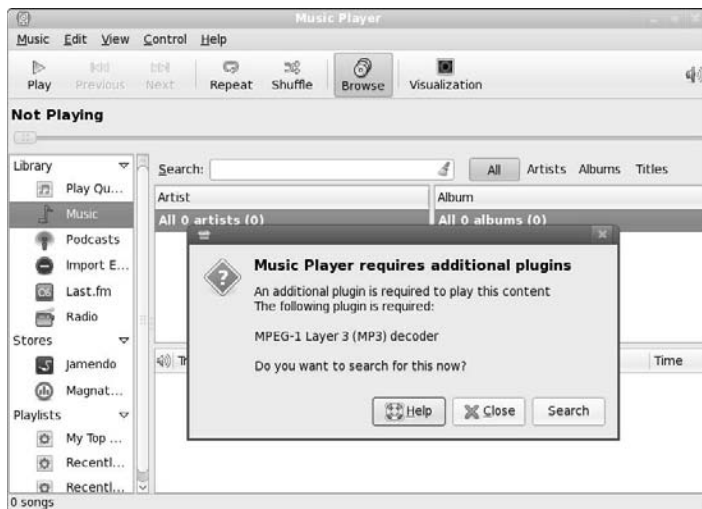 Music Player
Music Edit View Control Help
Play Previous Next Repeat Shuffle Browse Visualization
Not Playing
Library
Play Qu...
Music
Podcasts
Import E...
Last.fm
Radio
Stores
Jamendo
Magnat...
Playlists
My Top ...
Recentl...
Recentl...
Search: All Artists Albums Titles
Artist Album
All 0 artists (0) All 0 albums (0)
Time
Music Player requires additional plugins
An additional plugin is required to play this content
The following plugin is required:
MPEG-1 Layer 3 (MP3) decoder
Do you want to search for this now?
Help Close Search
0 songs